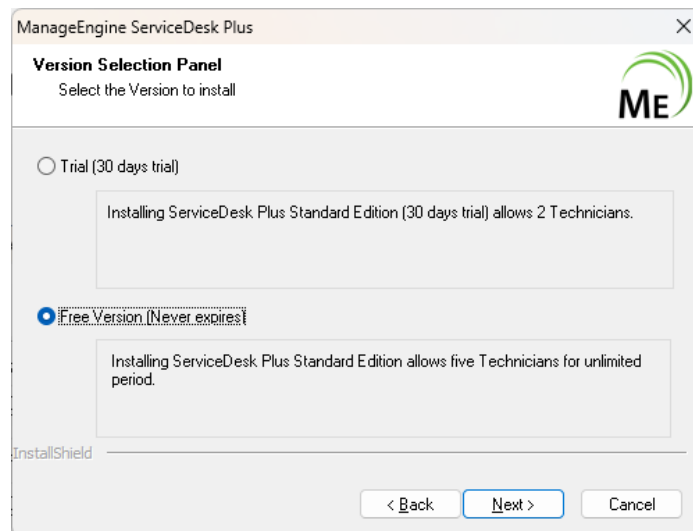 ManageEngine ServiceDesk Plus
Version Selection Panel
Select the Version to install
ME
Trial (30 days trial)
Installing ServiceDesk Plus Standard Edition (30 days trial) allows 2 Technicians.
Free Version (Never expires)
Installing ServiceDesk Plus Standard Edition allows five Technicians for unlimited
period.
InstallShield
< Back
Next >
Cancel